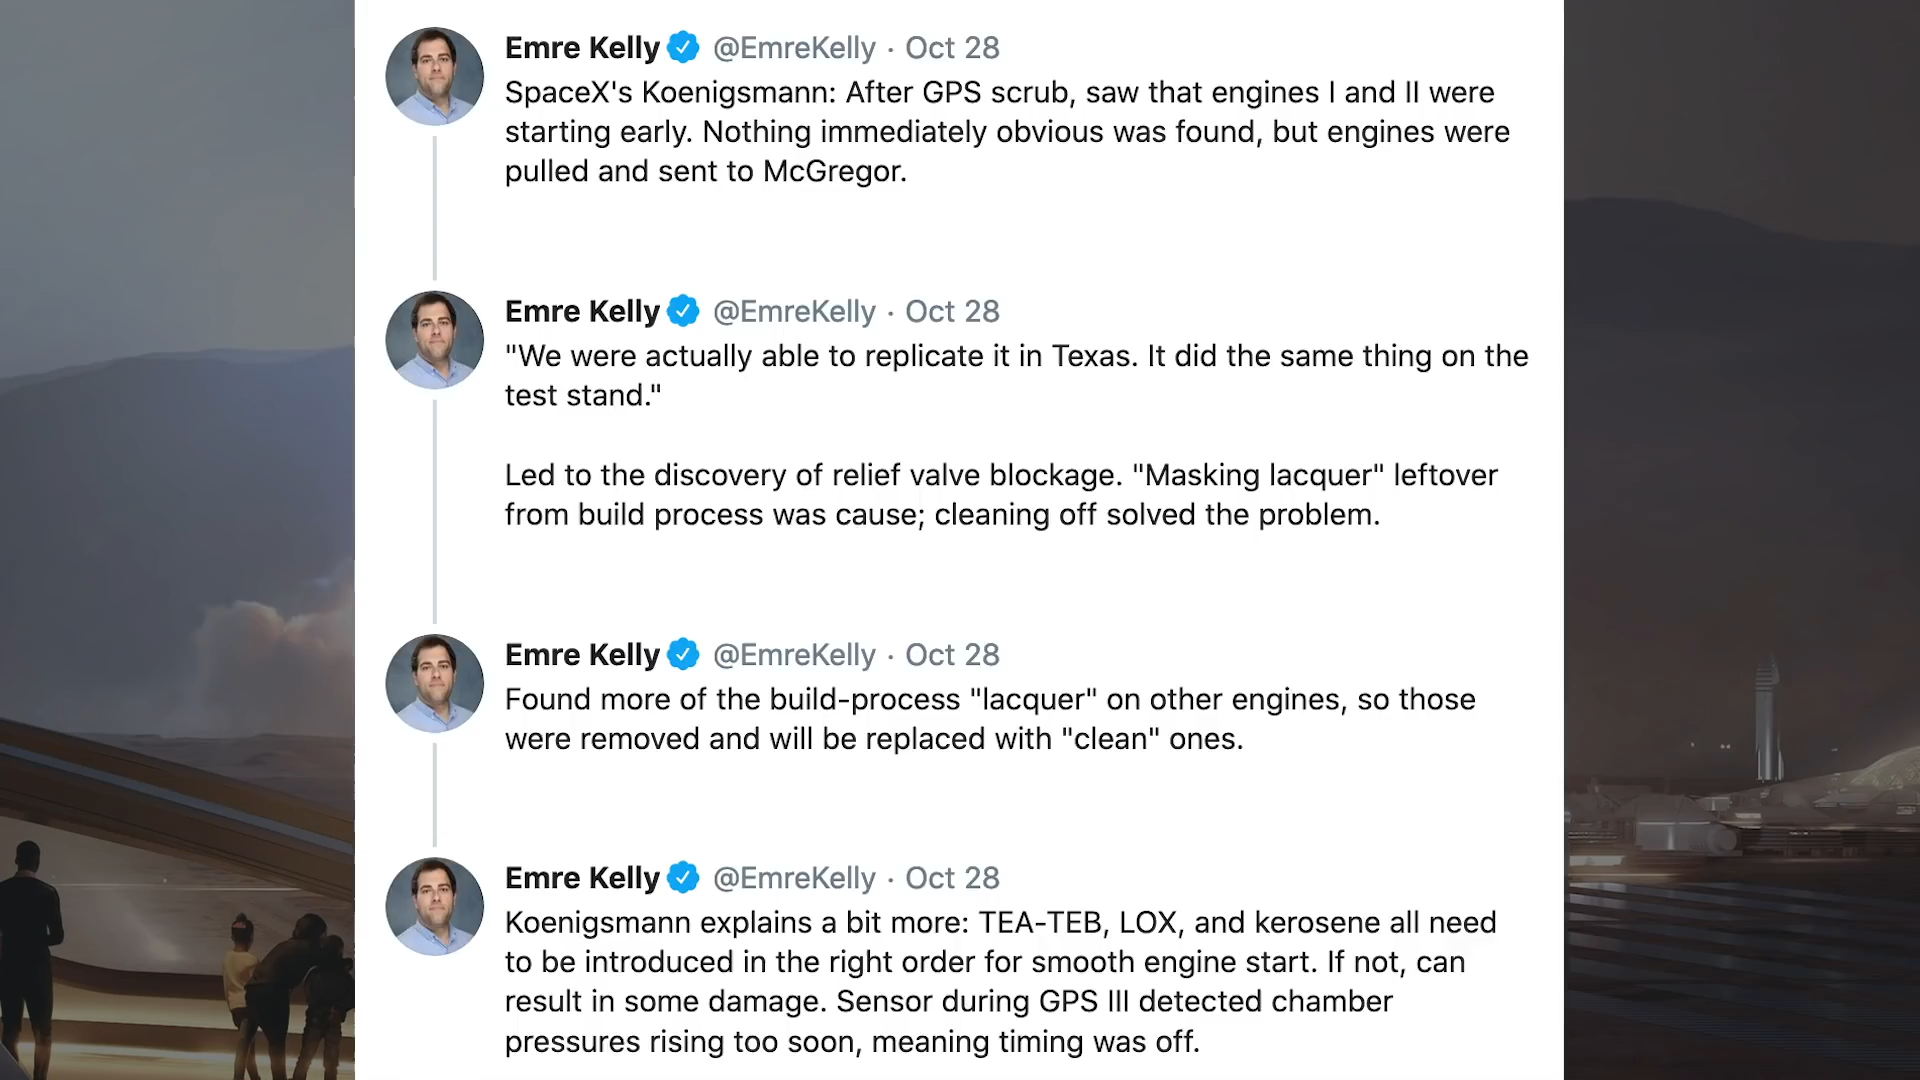 Emre Kelly @EmreKelly · Oct 28
SpaceX's Koenigsmann: After GPS scrub, saw that engines I and II were
starting early. Nothing immediately obvious was found, but engines were
pulled and sent to McGregor.
Emre Kelly @EmreKelly · Oct 28
"We were actually able to replicate it in Texas. It did the same thing on the
test stand."
Led to the discovery of relief valve blockage. "Masking lacquer" leftover
from build process was cause; cleaning off solved the problem.
Emre Kelly @EmreKelly · Oct 28
Found more of the build-process "lacquer" on other engines, so those
were removed and will be replaced with "clean" ones.
Emre Kelly @EmreKelly · Oct 28
Koenigsmann explains a bit more: TEA-TEB, LOX, and kerosene all need
to be introduced in the right order for smooth engine start. If not, can
result in some damage. Sensor during GPS III detected chamber
pressures rising too soon, meaning timing was off.